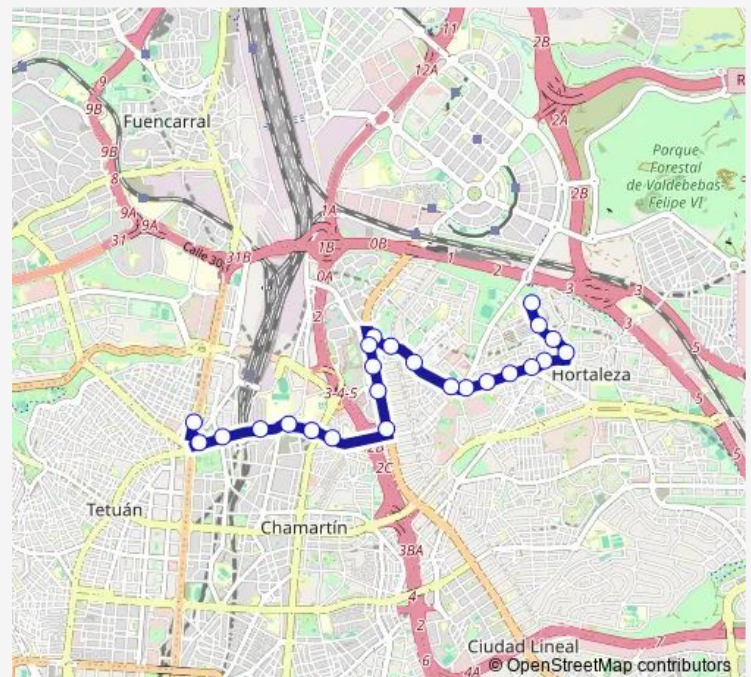 11
2B
12A
R
9
9B
Fuencarral
2A
9B
Parque
Forestal
de Valdebebas
Felipe VI
8
2B
9A
9A
1A
31
Calle 30
31B
1B
0B
1
2
0A
3
3
2
3
5
3-4-5
Hortaleza
2B
5
2C
Tetuán
Chamartín
3BA
4
2
Ciudad Lineal
7
6
4A
© OpenStreetMap contributors